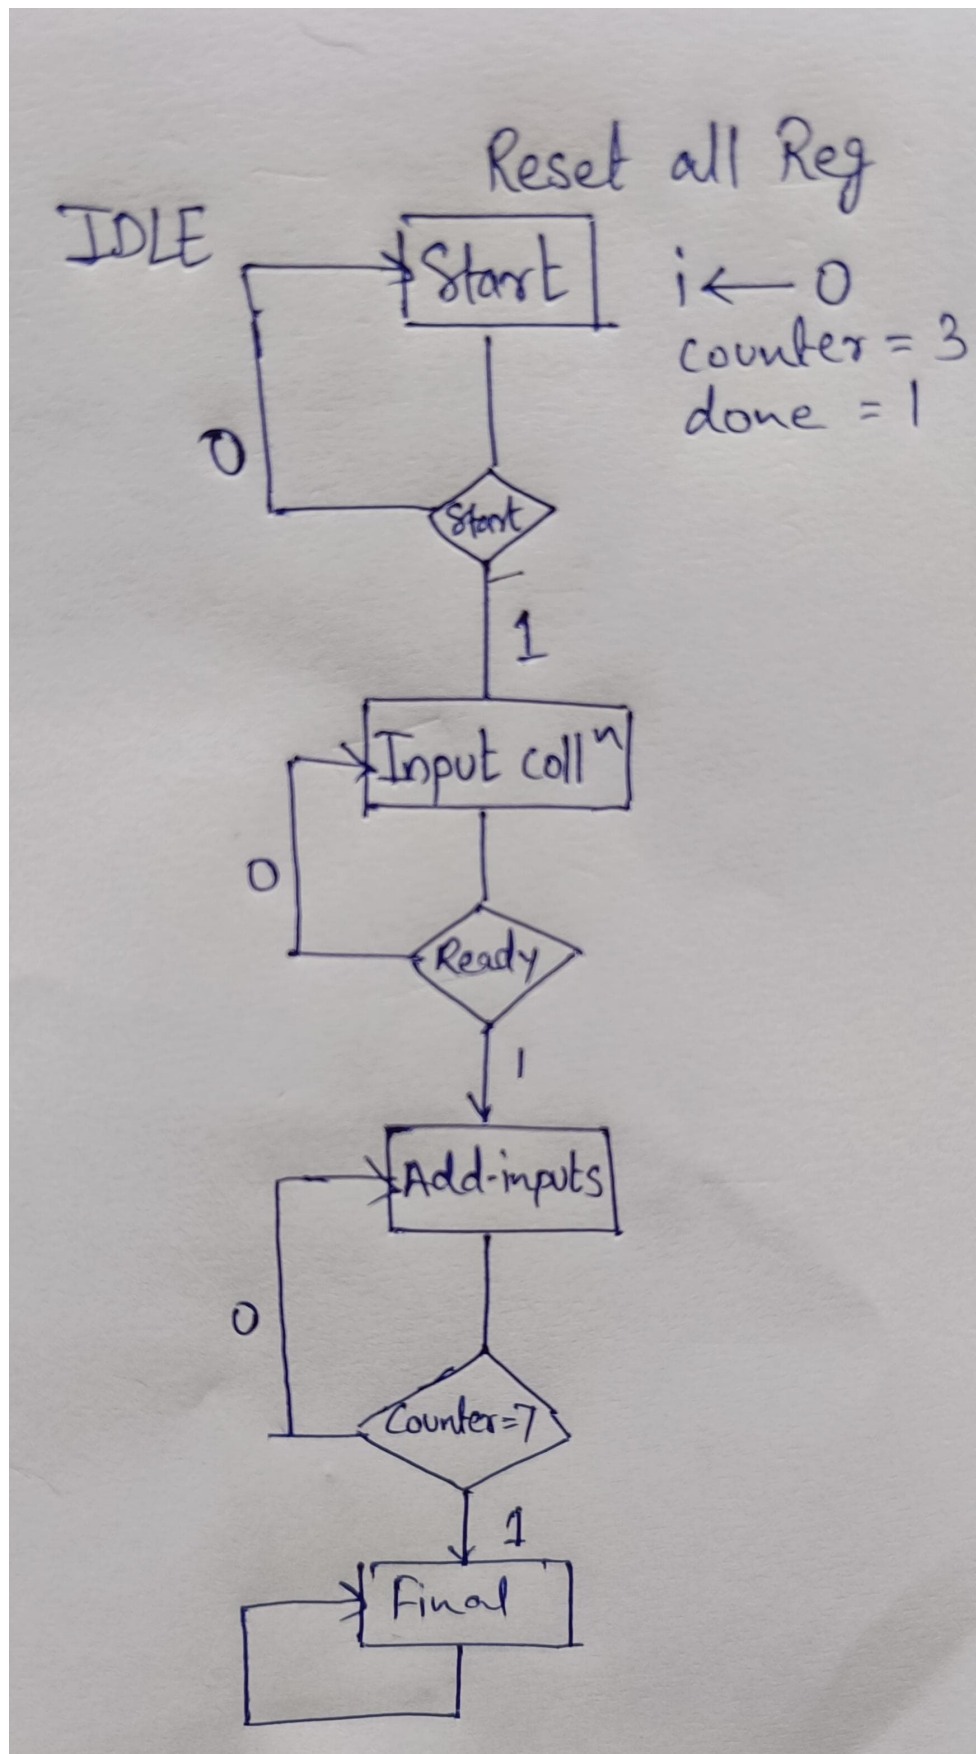 Reset all Reg
IDLE
Start
i ← 0
counter = 3
done = 1
0
Start
1
Input collⁿ
0
Ready
1
Add-inputs
0
Counter=7
1
Final